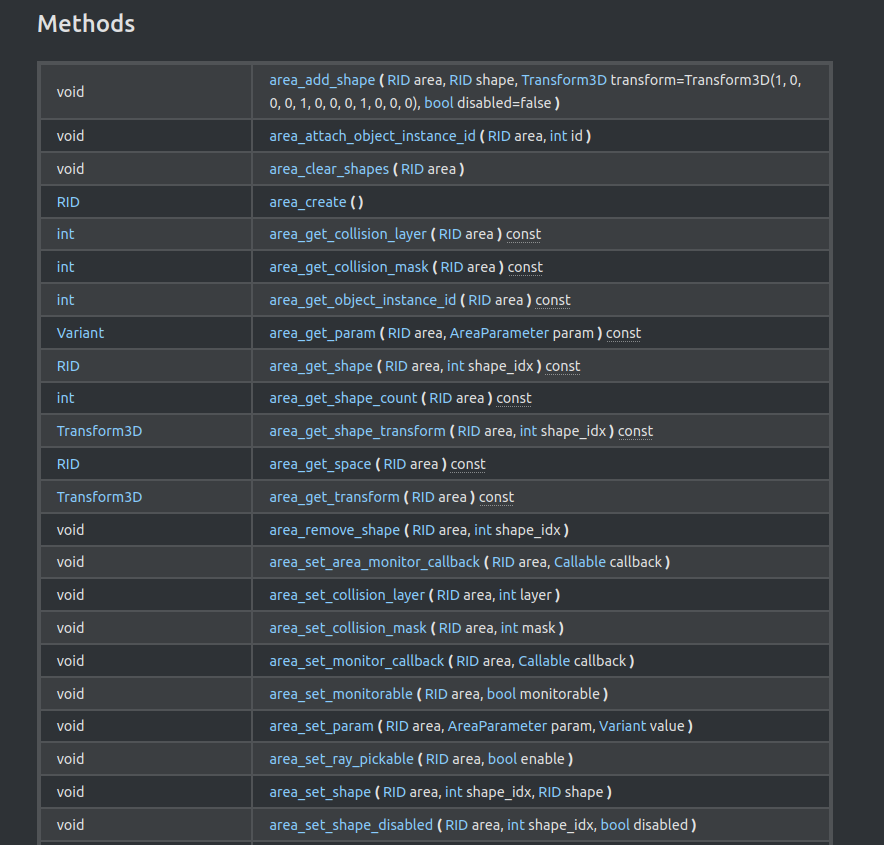 Methods
void area_add_shape ( RID area, RID shape, Transform3D transform=Transform3D(1, 0,
0, 0, 1, 0, 0, 0, 1, 0, 0, 0), bool disabled=false )
void area_attach_object_instance_id ( RID area, int id )
void area_clear_shapes ( RID area )
RID area_create ( )
int area_get_collision_layer ( RID area ) const
int area_get_collision_mask ( RID area ) const
int area_get_object_instance_id ( RID area ) const
Variant area_get_param ( RID area, AreaParameter param ) const
RID area_get_shape ( RID area, int shape_idx ) const
int area_get_shape_count ( RID area ) const
Transform3D area_get_shape_transform ( RID area, int shape_idx ) const
RID area_get_space ( RID area ) const
Transform3D area_get_transform ( RID area ) const
void area_remove_shape ( RID area, int shape_idx )
void area_set_area_monitor_callback ( RID area, Callable callback )
void area_set_collision_layer ( RID area, int layer )
void area_set_collision_mask ( RID area, int mask )
void area_set_monitor_callback ( RID area, Callable callback )
void area_set_monitorable ( RID area, bool monitorable )
void area_set_param ( RID area, AreaParameter param, Variant value )
void area_set_ray_pickable ( RID area, bool enable )
void area_set_shape ( RID area, int shape_idx, RID shape )
void area_set_shape_disabled ( RID area, int shape_idx, bool disabled )